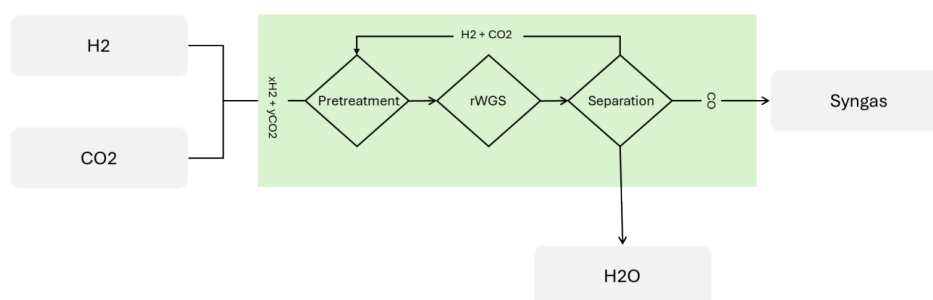 H2
CO2
xH2 + yCO2
H2 + CO2
Pretreatment
rWGS
Separation
CO
Syngas
H2O